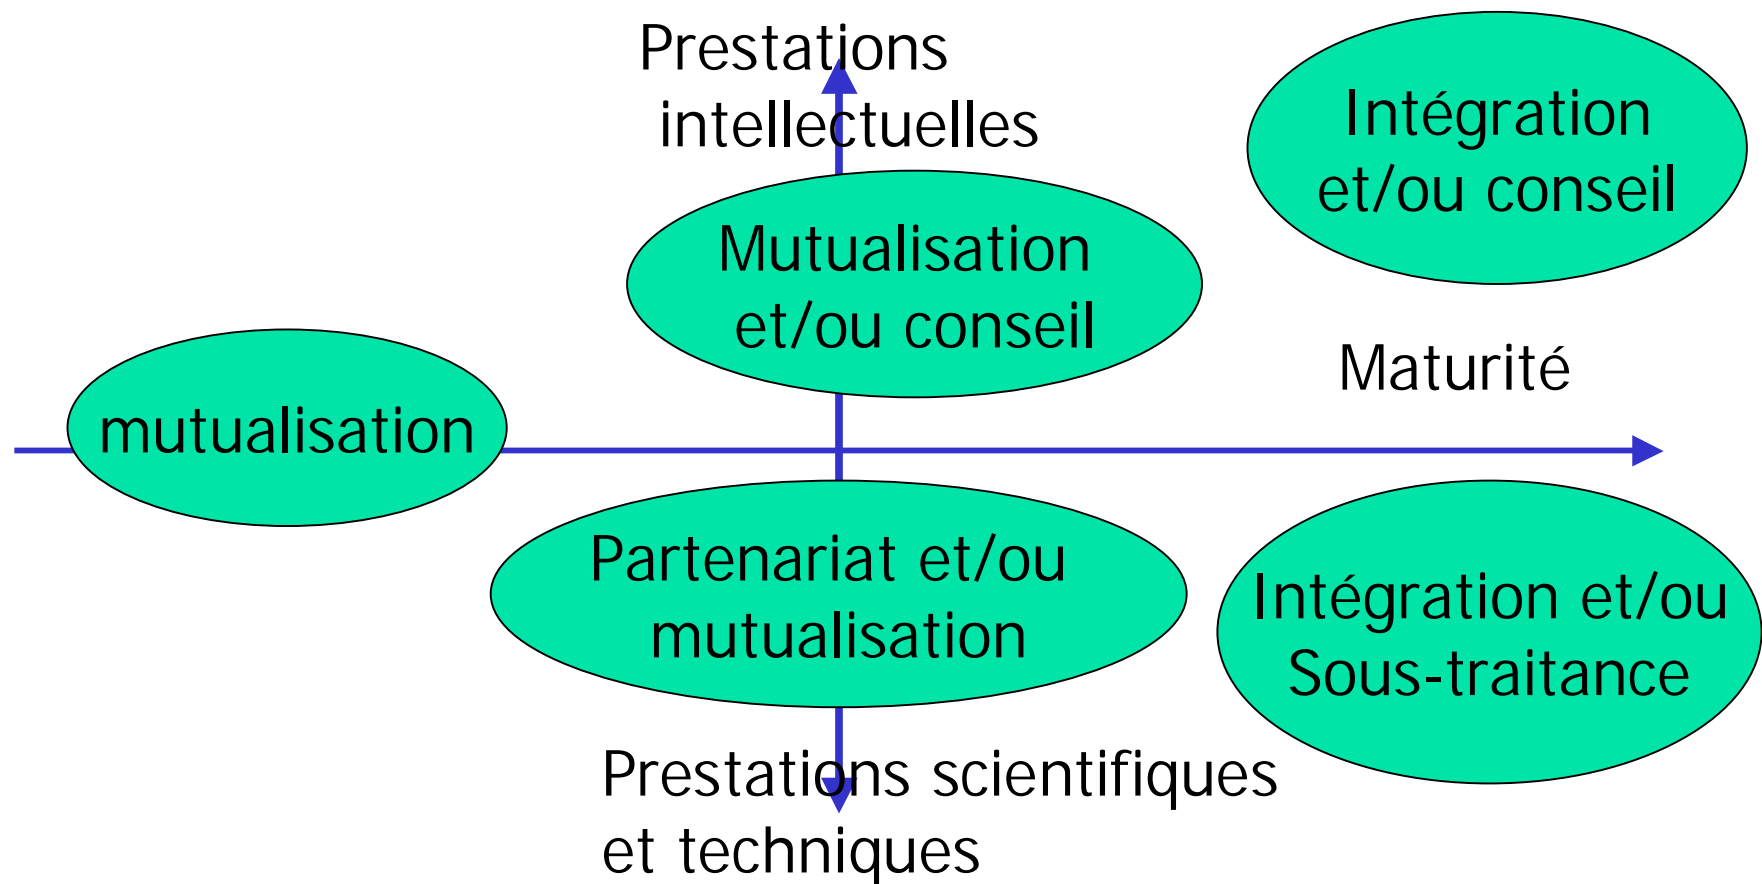 Prestations
intellectuelles
Intégration
et/ou conseil
Mutualisation
et/ou conseil
Maturité
mutualisation
Partenariat et/ou
mutualisation
Intégration et/ou
Sous-traitance
Prestations scientifiques
et techniques